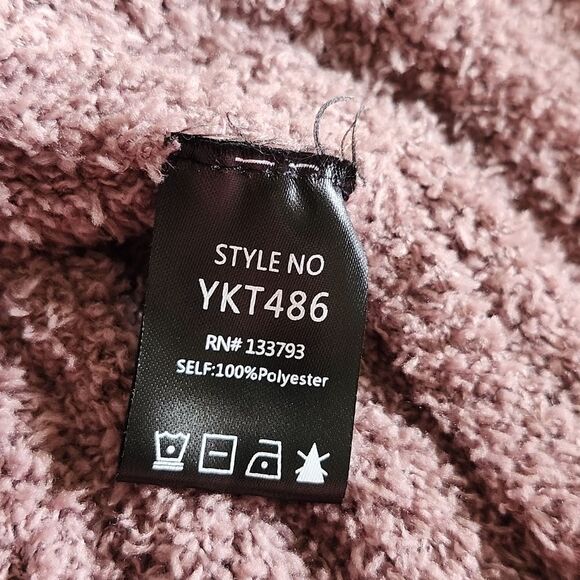 STYLE NO
YKT486
RN# 133793
SELF:100%Polyester